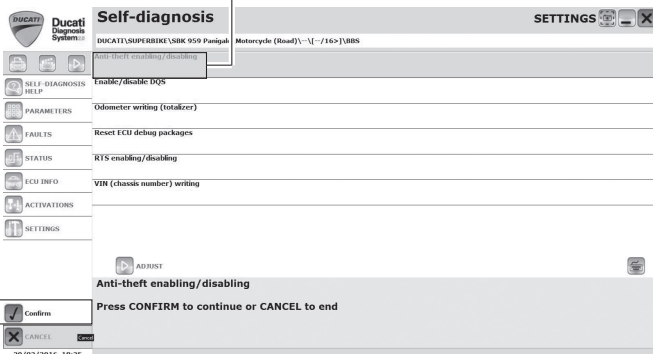 DUCATI
Ducati
Diagnosis
System
Self-diagnosis
SETTINGS
DUCATI\SUPERBIKE\SBK 959 Panigale Motorcycle (Road)\--\[--/16>]\BBS
Anti-theft enabling/disabling
SELF-DIAGNOSIS
HELP
Enable/disable DQS
PARAMETERS
Odometer writing (totalizer)
FAULTS
Reset ECU debug packages
STATUS
RTS enabling/disabling
ECU INFO
VIN (chassis number) writing
ACTIVATIONS
SETTINGS
ADJUST
Anti-theft enabling/disabling
Press CONFIRM to continue or CANCEL to end
Confirm
CANCEL
Cancel